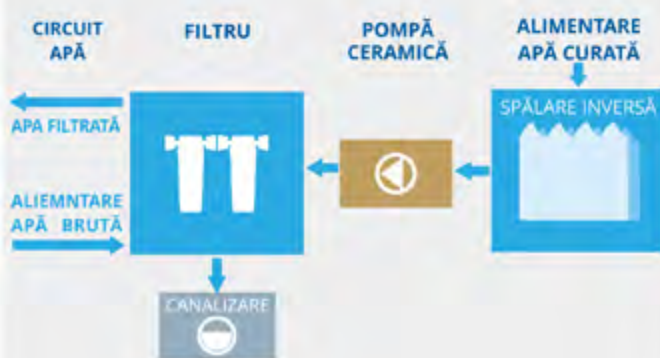 CIRCUIT
APĂ
FILTRU
POMPĂ
CERAMICĂ
ALIMENTARE
APĂ CURATĂ
SPĂLARE INVERSĂ
APA FILTRATĂ
ALIEMNTARE
APĂ BRUTĂ
CANALIZARE